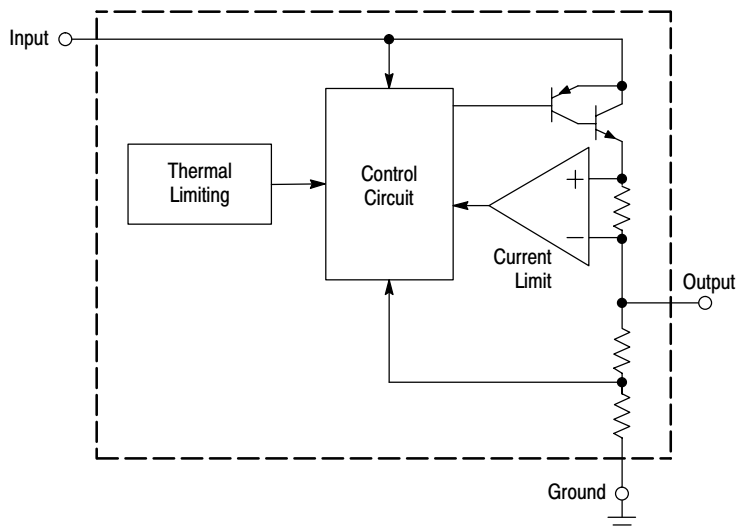 Input
Thermal
Limiting
Control
Circuit
+
−
Current
Limit
Output
Ground